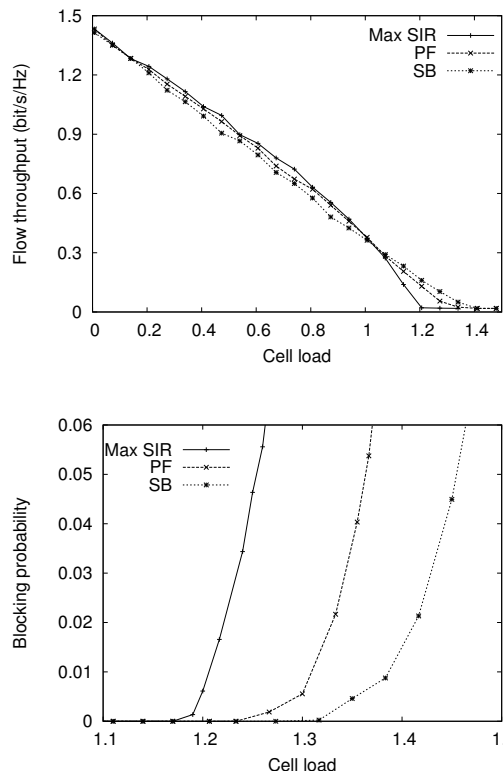 1.5
1.2
0.9
0.6
0.3
0
Flow throughput (bit/s/Hz)
Max SIR
PF
SB
0 0.2 0.4 0.6 0.8 1 1.2 1.4
Cell load
0.06
0.05
0.04
0.03
0.02
0.01
0
Blocking probability
Max SIR
PF
SB
1.1 1.2 1.3 1.4 1
Cell load